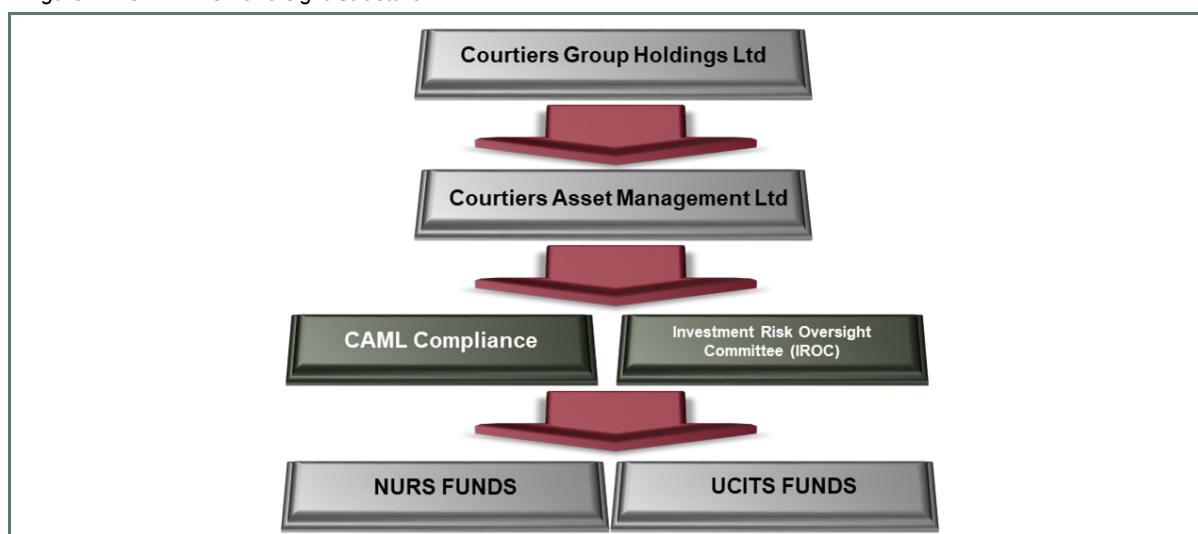 Courtiers Group Holdings Ltd
Courtiers Asset Management Ltd
CAML Compliance
Investment Risk Oversight
Committee (IROC)
NURS FUNDS
UCITS FUNDS